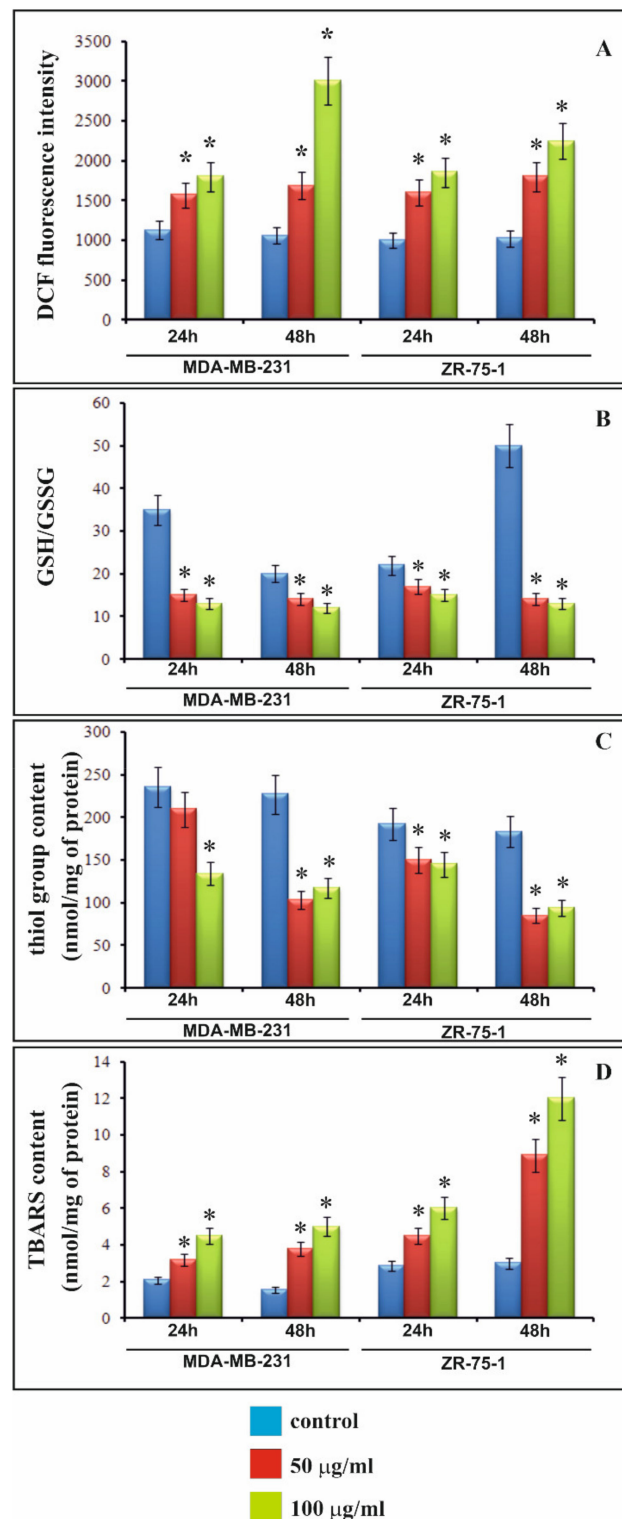 A
DCF fluorescence intensity
3500
3000
2500
2000
1500
1000
500
0
* * * * * * * *
24h 48h 24h 48h
MDA-MB-231 ZR-75-1
B
GSH/GSSG
60
50
40
30
20
10
0
* * * * * * * *
24h 48h 24h 48h
MDA-MB-231 ZR-75-1
C
thiol group content
(nmol/mg of protein)
300
250
200
150
100
50
0
* * * * * * *
24h 48h 24h 48h
MDA-MB-231 ZR-75-1
D
TBARS content
(nmol/mg of protein)
14
12
10
8
6
4
2
0
* * * * * * * *
24h 48h 24h 48h
MDA-MB-231 ZR-75-1
control
50 μg/ml
100 μg/ml